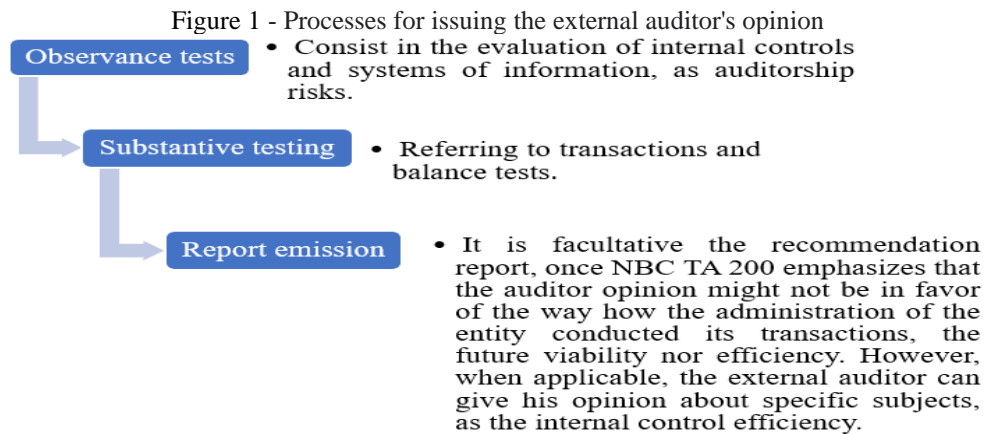 Figure 1 - Processes for issuing the external auditor's opinion
Observance tests
• Consist in the evaluation of internal controls
and systems of information, as auditorship
risks.
Substantive testing
• Referring to transactions and
balance tests.
Report emission
• It is facultative the recommendation
report, once NBC TA 200 emphasizes that
the auditor opinion might not be in favor
of the way how the administration of the
entity conducted its transactions, the
future viability nor efficiency. However,
when applicable, the external auditor can
give his opinion about specific subjects,
as the internal control efficiency.